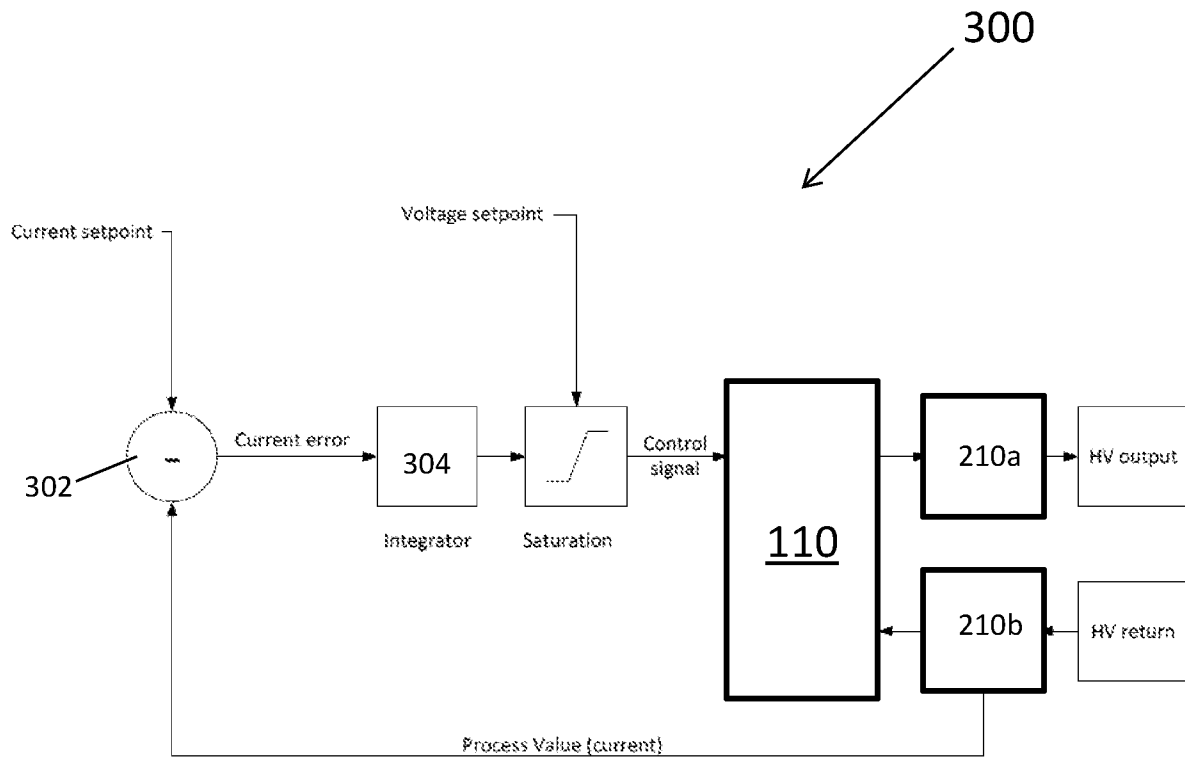 300
Voltage setpoint
Current setpoint
Current error
Control
signal
302
304
210a
HV output
Integrator
Saturation
110
210b
HV return
Process Value (current)